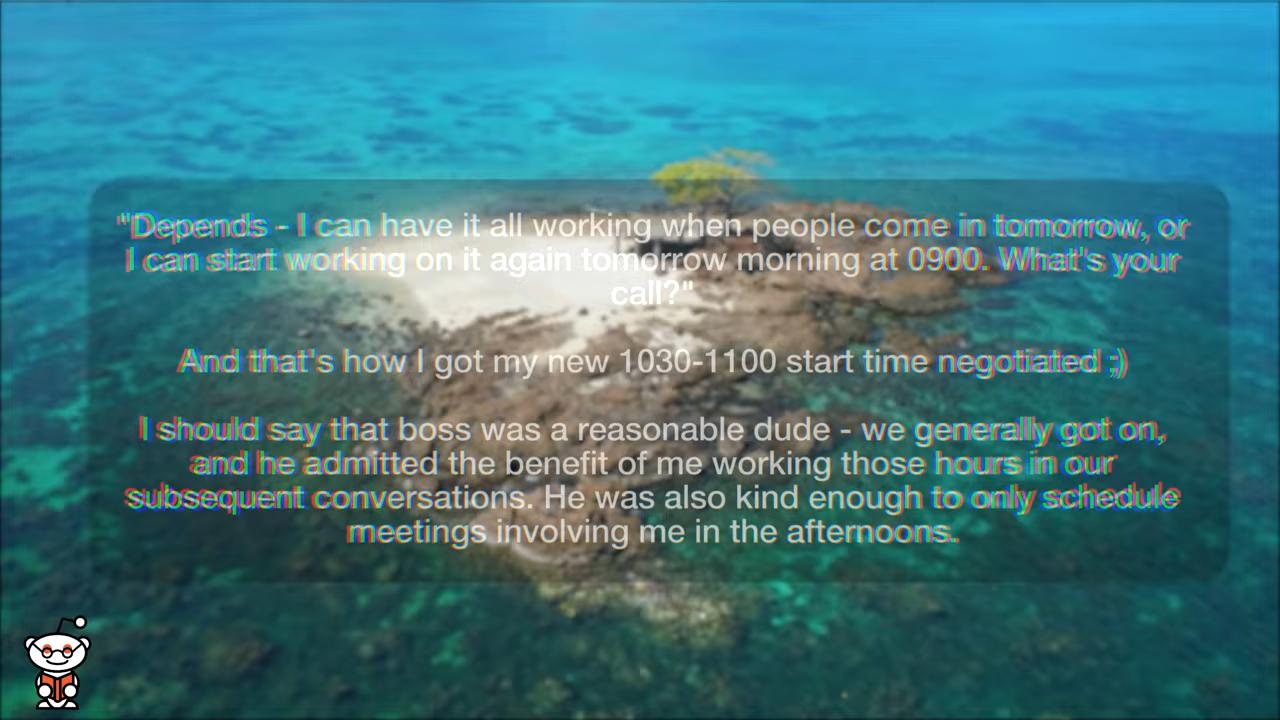 "Depends - I can have it all working when people come in tomorrow, or
I can start working on it again tomorrow morning at 0900. What's your
call?"
And that's how I got my new 1030-1100 start time negotiated ;)
I should say that boss was a reasonable dude - we generally got on,
and he admitted the benefit of me working those hours in our
subsequent conversations. He was also kind enough to only schedule
meetings involving me in the afternoons.